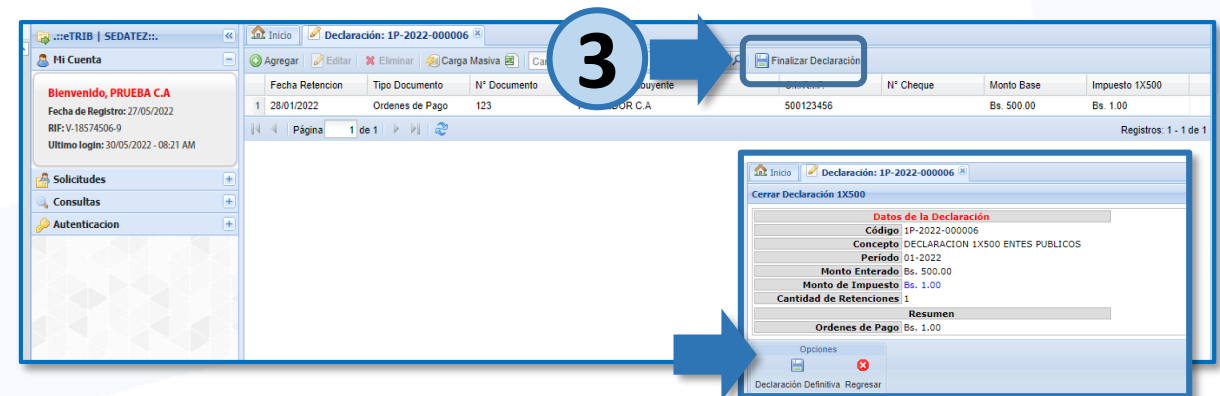 .::eTRIB | SEDATEZ::.
Mi Cuenta
Bienvenido, PRUEBA C.A
Fecha de Registro: 27/05/2022
RIF: V-18574506-9
Ultimo login: 30/05/2022 - 08:21 AM
Solicitudes
Consultas
Autenticacion
Inicio Declaración: 1P-2022-000006
Agregar Editar Eliminar Carga Masiva Finalizar Declaración
3
Fecha Retencion Tipo Documento N° Documento N° Cheque Monto Base Impuesto 1X500
1 28/01/2022 Ordenes de Pago 123 C.A 500123456 Bs. 500.00 Bs. 1.00
Página 1 de 1 Registros: 1 - 1 de 1
Inicio Declaración: 1P-2022-000006
Cerrar Declaración 1X500
Datos de la Declaración
Código 1P-2022-000006
Concepto DECLARACION 1X500 ENTES PUBLICOS
Período 01-2022
Monto Enterado Bs. 500.00
Monto de Impuesto Bs. 1.00
Cantidad de Retenciones 1
Resumen
Ordenes de Pago Bs. 1.00
Opciones
Declaración Definitiva Regresar